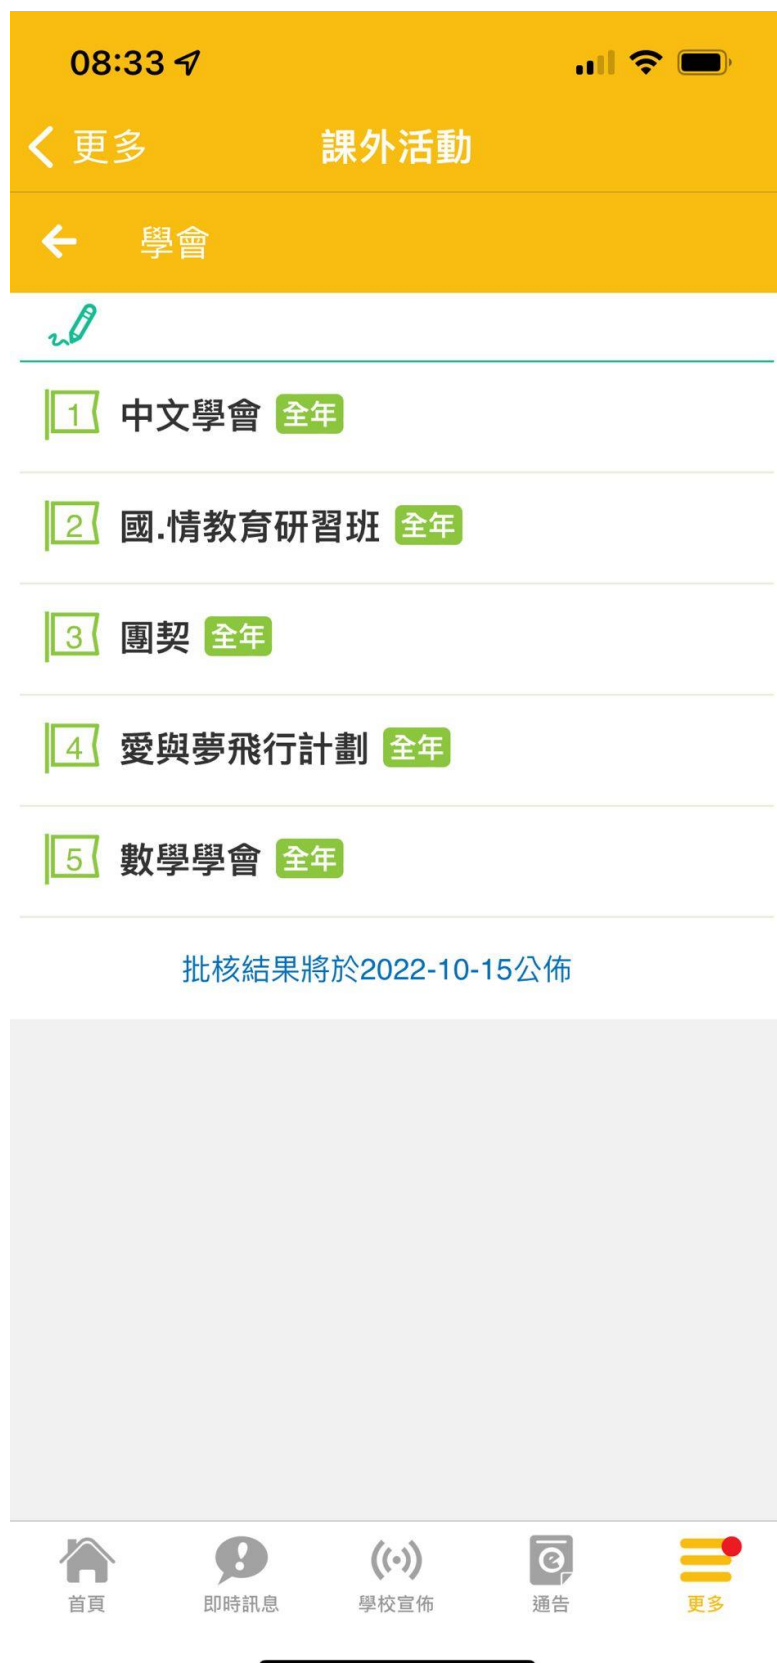 08:33
更多 課外活動
學會
1 中文學會 全年
2 國.情教育研習班 全年
3 團契 全年
4 愛與夢飛行計劃 全年
5 數學學會 全年
批核結果將於2022-10-15公佈
首頁 即時訊息 學校宣佈 通告 更多